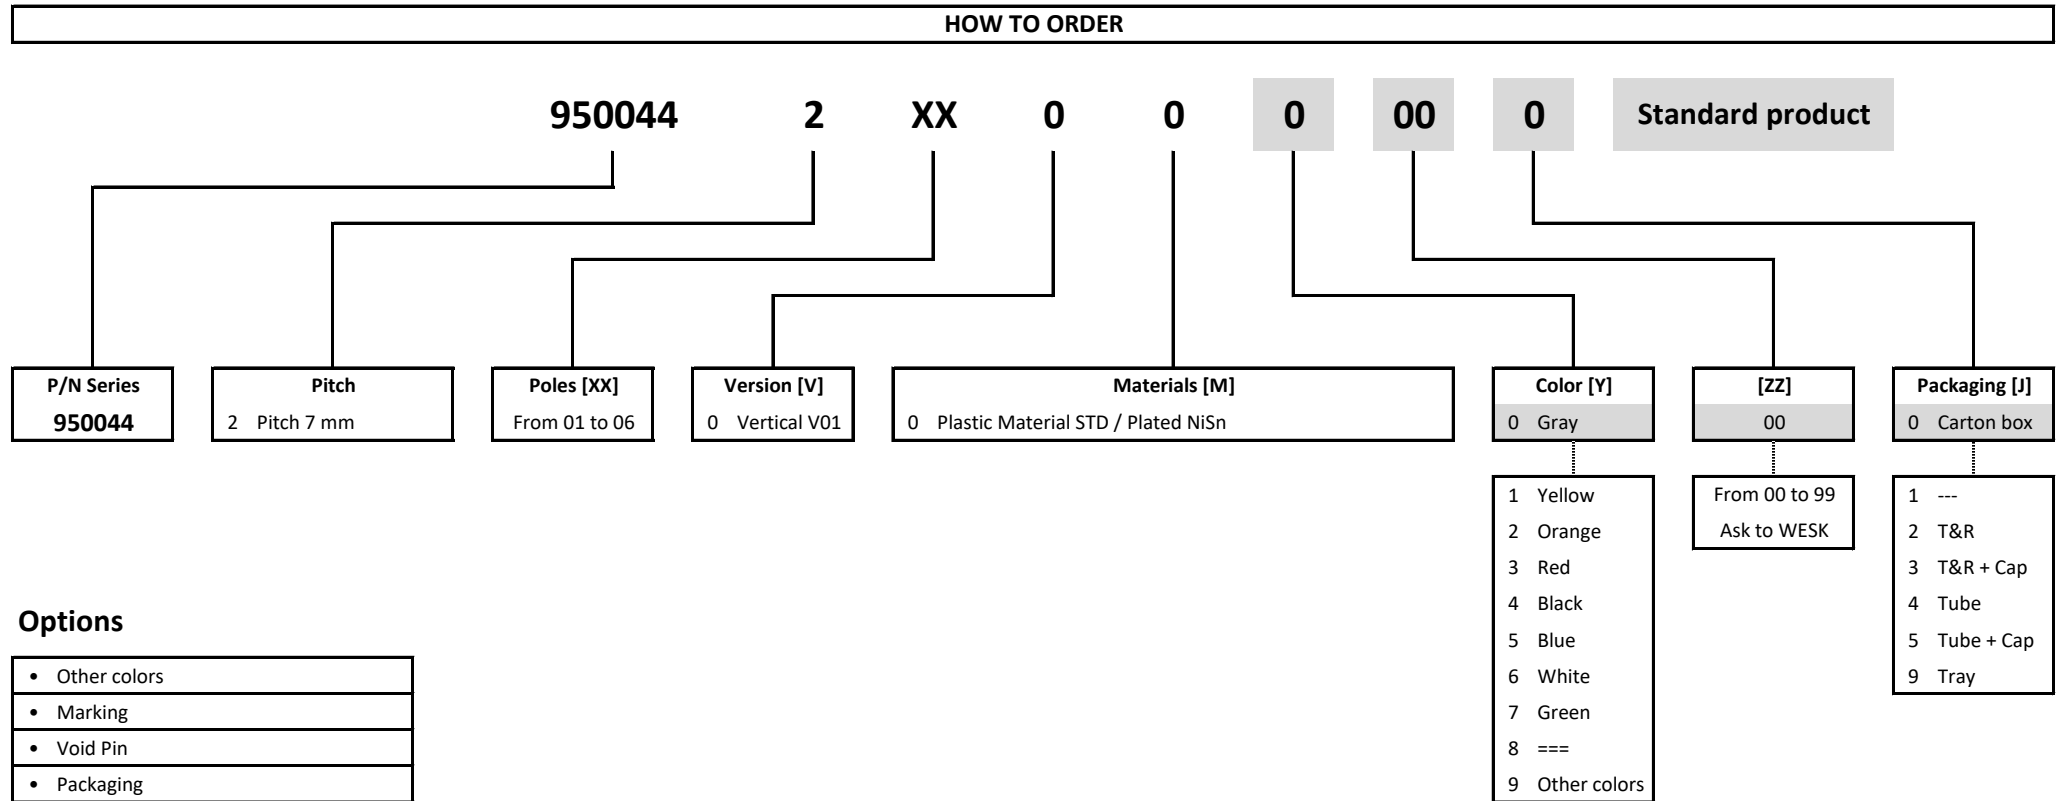 HOW TO ORDER
950044 2 XX 0 0 0 00 0 Standard product
P/N Series
950044
Pitch
2 Pitch 7 mm
Poles [XX]
From 01 to 06
Version [V]
0 Vertical V01
Materials [M]
0 Plastic Material STD / Plated NiSn
Color [Y]
0 Gray
1 Yellow
2 Orange
3 Red
4 Black
5 Blue
6 White
7 Green
8 ===
9 Other colors
[ZZ]
00
From 00 to 99
Ask to WESK
Packaging [J]
0 Carton box
1 ---
2 T&R
3 T&R + Cap
4 Tube
5 Tube + Cap
9 Tray
Options
• Other colors
• Marking
• Void Pin
• Packaging